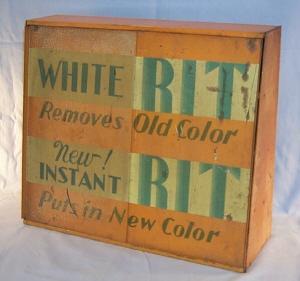 WHITE RIT
Removes Old Color
New-! INSTANT RIT
Puts in New Color